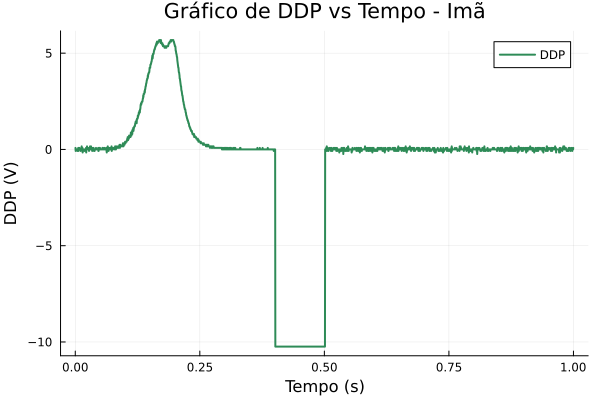 Gráfico de DDP vs Tempo - Imã
DDP
5
0
−5
−10
DDP (V)
0.00 0.25 0.50 0.75 1.00
Tempo (s)